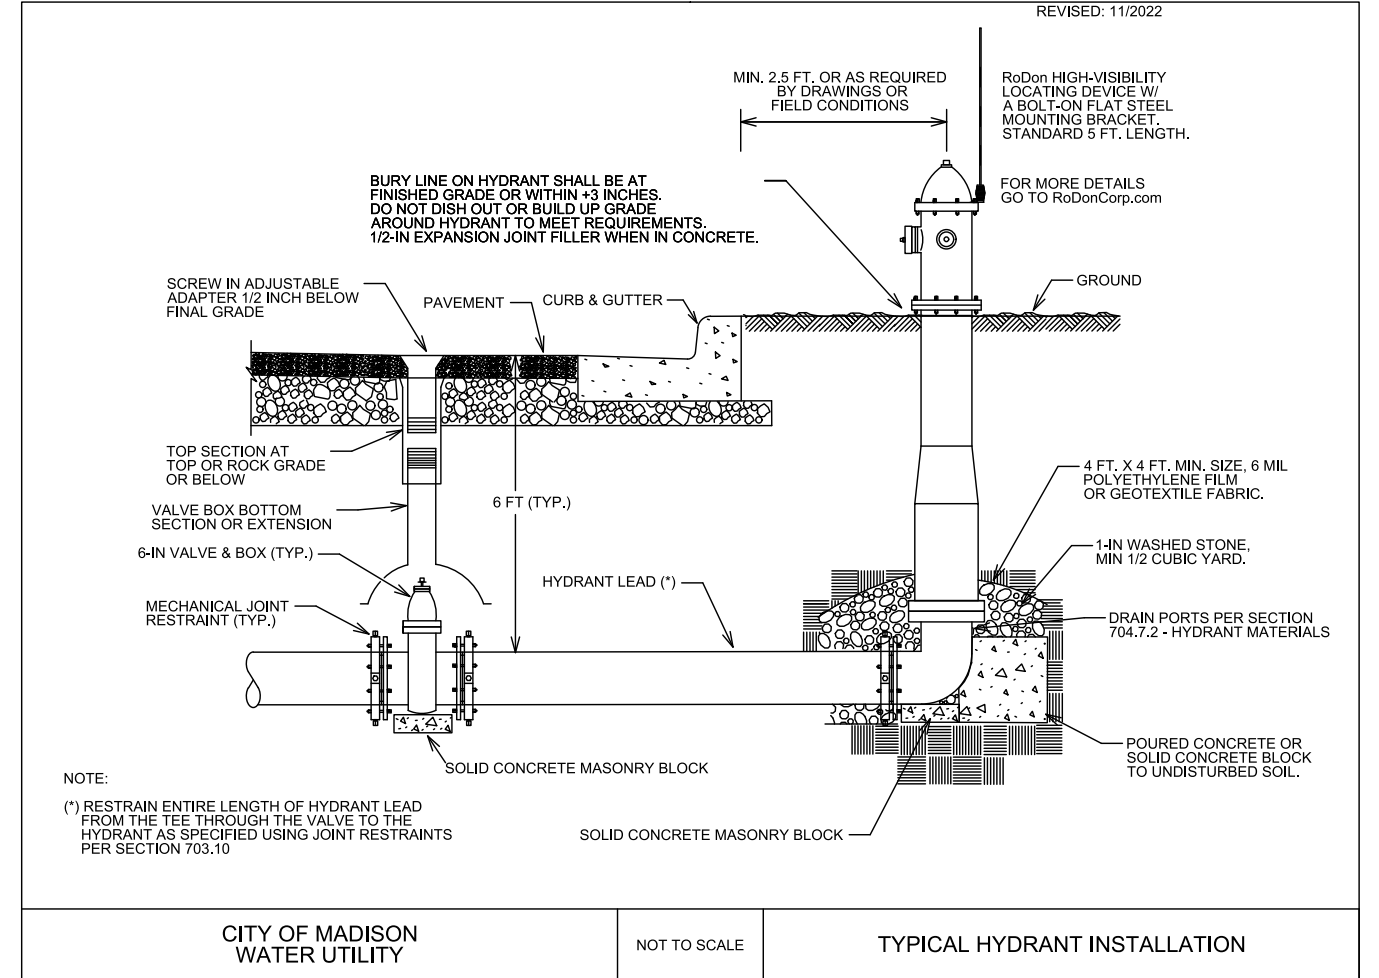 REVISED: 11/2022
MIN. 2.5 FT. OR AS REQUIRED
BY DRAWINGS OR
FIELD CONDITIONS
RoDon HIGH-VISIBILITY
LOCATING DEVICE W/
A BOLT-ON FLAT STEEL
MOUNTING BRACKET.
STANDARD 5 FT. LENGTH.
FOR MORE DETAILS
GO TO RoDonCorp.com
BURY LINE ON HYDRANT SHALL BE AT
FINISHED GRADE OR WITHIN +3 INCHES.
DO NOT DISH OUT OR BUILD UP GRADE
AROUND HYDRANT TO MEET REQUIREMENTS.
1/2-IN EXPANSION JOINT FILLER WHEN IN CONCRETE.
SCREW IN ADJUSTABLE
ADAPTER 1/2 INCH BELOW
FINAL GRADE
PAVEMENT
CURB & GUTTER
GROUND
TOP SECTION AT
TOP OR ROCK GRADE
OR BELOW
VALVE BOX BOTTOM
SECTION OR EXTENSION
6-IN VALVE & BOX (TYP.)
MECHANICAL JOINT
RESTRAINT (TYP.)
6 FT (TYP.)
HYDRANT LEAD (*)
4 FT. X 4 FT. MIN. SIZE, 6 MIL
POLYETHYLENE FILM
OR GEOTEXTILE FABRIC.
1-IN WASHED STONE,
MIN 1/2 CUBIC YARD.
DRAIN PORTS PER SECTION
704.7.2 - HYDRANT MATERIALS
POURED CONCRETE OR
SOLID CONCRETE BLOCK
TO UNDISTURBED SOIL.
SOLID CONCRETE MASONRY BLOCK
SOLID CONCRETE MASONRY BLOCK
NOTE:
(*) RESTRAIN ENTIRE LENGTH OF HYDRANT LEAD
FROM THE TEE THROUGH THE VALVE TO THE
HYDRANT AS SPECIFIED USING JOINT RESTRAINTS
PER SECTION 703.10
CITY OF MADISON
WATER UTILITY
NOT TO SCALE
TYPICAL HYDRANT INSTALLATION